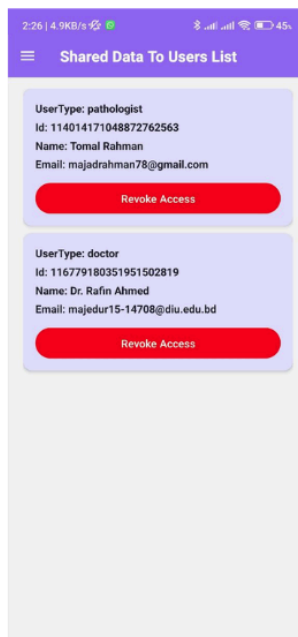 2:26 | 4.9KB/s
45%
Shared Data To Users List
UserType: pathologist
Id: 114014171048872762563
Name: Tomal Rahman
Email: majadrahman78@gmail.com
Revoke Access
UserType: doctor
Id: 116779180351951502819
Name: Dr. Rafin Ahmed
Email: majedur15-14708@diu.edu.bd
Revoke Access